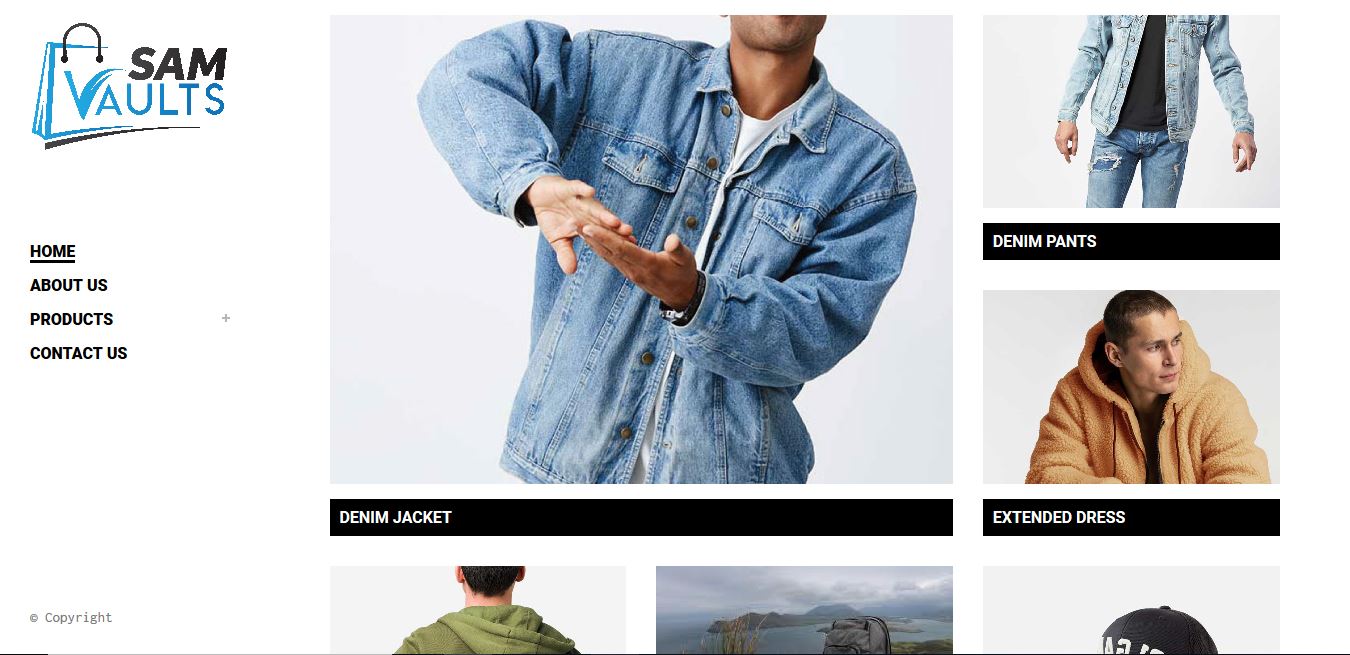 SAM
VAULTS
HOME
ABOUT US
PRODUCTS +
CONTACT US
© Copyright
DENIM JACKET
DENIM PANTS
EXTENDED DRESS